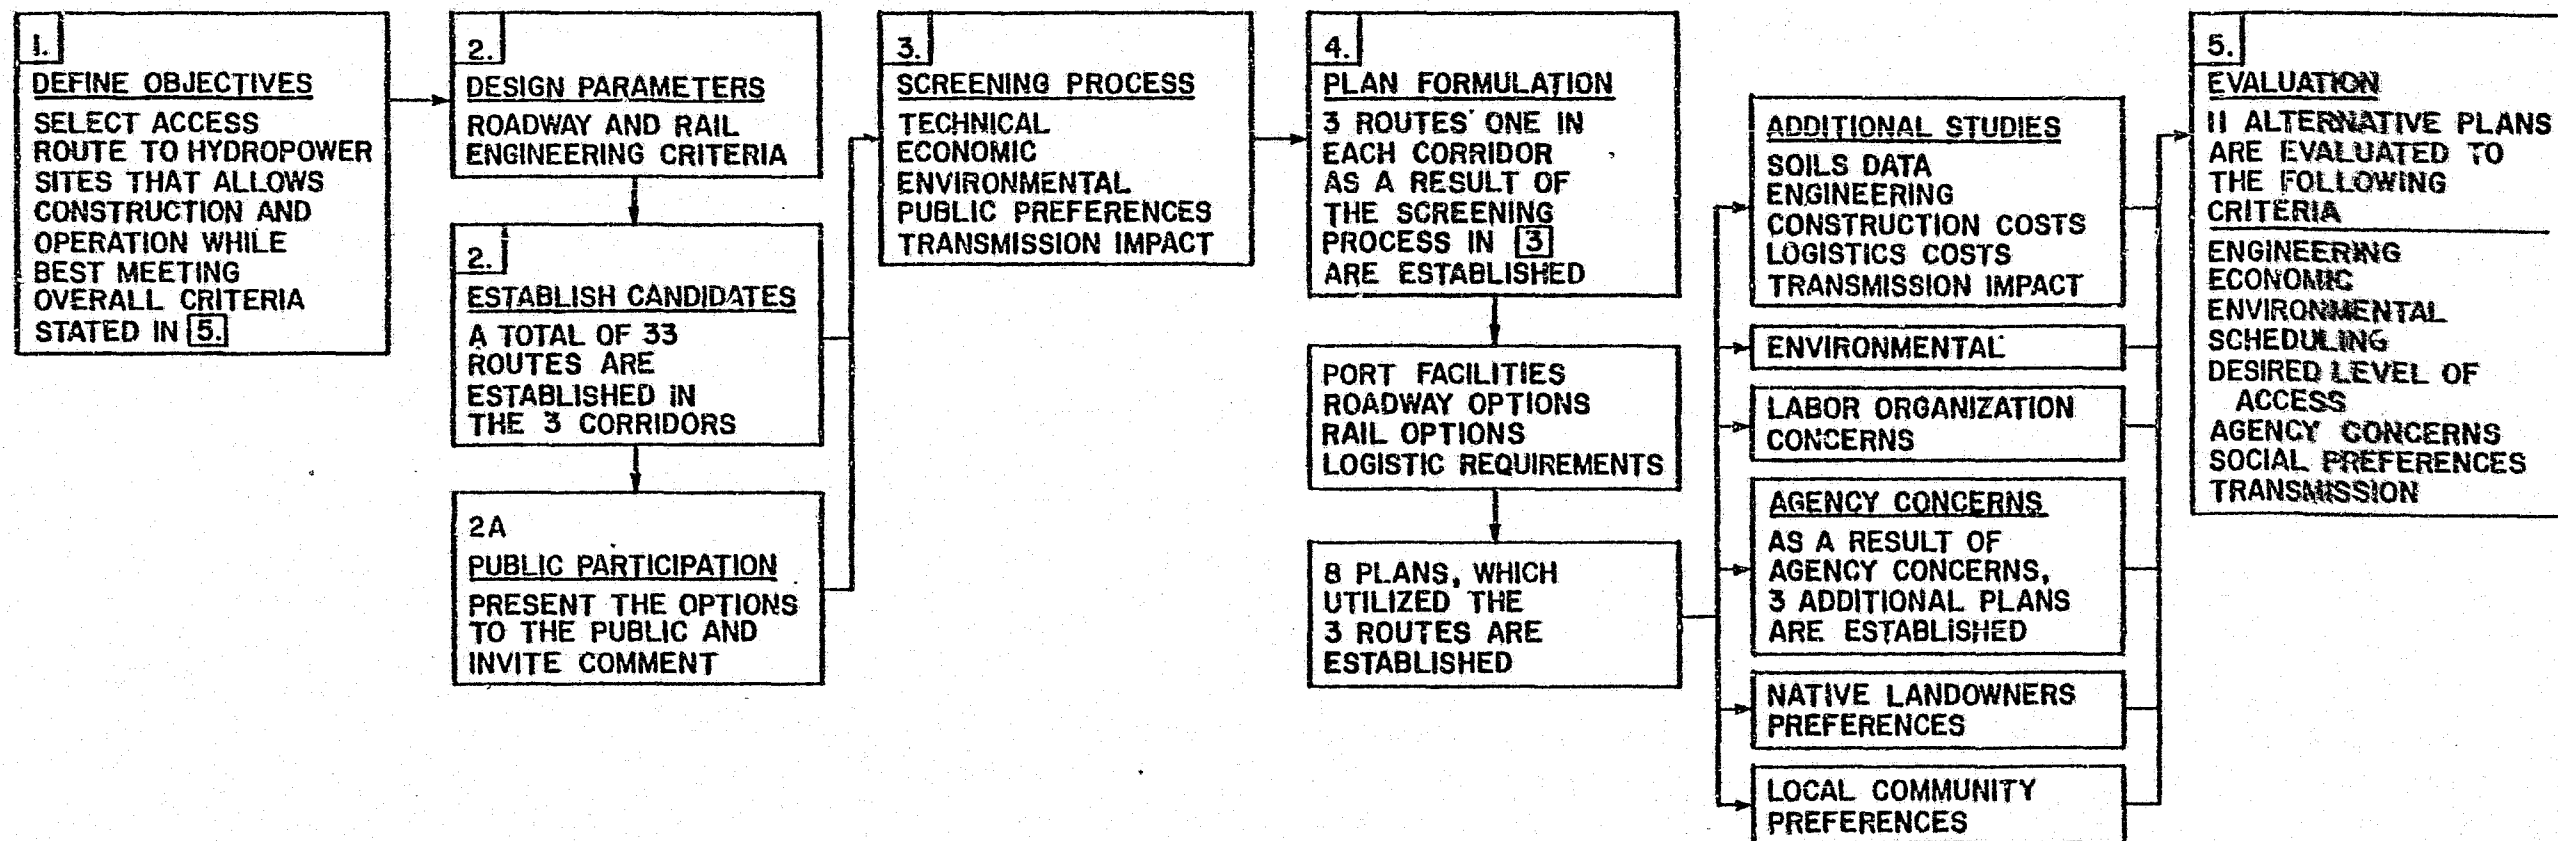 1.
DEFINE OBJECTIVES
SELECT ACCESS
ROUTE TO HYDROPOWER
SITES THAT ALLOWS
CONSTRUCTION AND
OPERATION WHILE
BEST MEETING
OVERALL CRITERIA
STATED IN 5.
2.
DESIGN PARAMETERS
ROADWAY AND RAIL
ENGINEERING CRITERIA
2.
ESTABLISH CANDIDATES
A TOTAL OF 33
ROUTES ARE
ESTABLISHED IN
THE 3 CORRIDORS
2A
PUBLIC PARTICIPATION
PRESENT THE OPTIONS
TO THE PUBLIC AND
INVITE COMMENT
3.
SCREENING PROCESS
TECHNICAL
ECONOMIC
ENVIRONMENTAL
PUBLIC PREFERENCES
TRANSMISSION IMPACT
4.
PLAN FORMULATION
3 ROUTES' ONE IN
EACH CORRIDOR
AS A RESULT OF
THE SCREENING
PROCESS IN 3
ARE ESTABLISHED
PORT FACILITIES
ROADWAY OPTIONS
RAIL OPTIONS
LOGISTIC REQUIREMENTS
8 PLANS, WHICH
UTILIZED THE
3 ROUTES ARE
ESTABLISHED
ADDITIONAL STUDIES
SOILS DATA
ENGINEERING
CONSTRUCTION COSTS
LOGISTICS COSTS
TRANSMISSION IMPACT
ENVIRONMENTAL
LABOR ORGANIZATION
CONCERNS
AGENCY CONCERNS
AS A RESULT OF
AGENCY CONCERNS,
3 ADDITIONAL PLANS
ARE ESTABLISHED
NATIVE LANDOWNERS
PREFERENCES
LOCAL COMMUNITY
PREFERENCES
5.
EVALUATION
11 ALTERNATIVE PLANS
ARE EVALUATED TO
THE FOLLOWING
CRITERIA
ENGINEERING
ECONOMIC
ENVIRONMENTAL
SCHEDULING
DESIRED LEVEL OF
ACCESS
AGENCY CONCERNS
SOCIAL PREFERENCES
TRANSMISSION